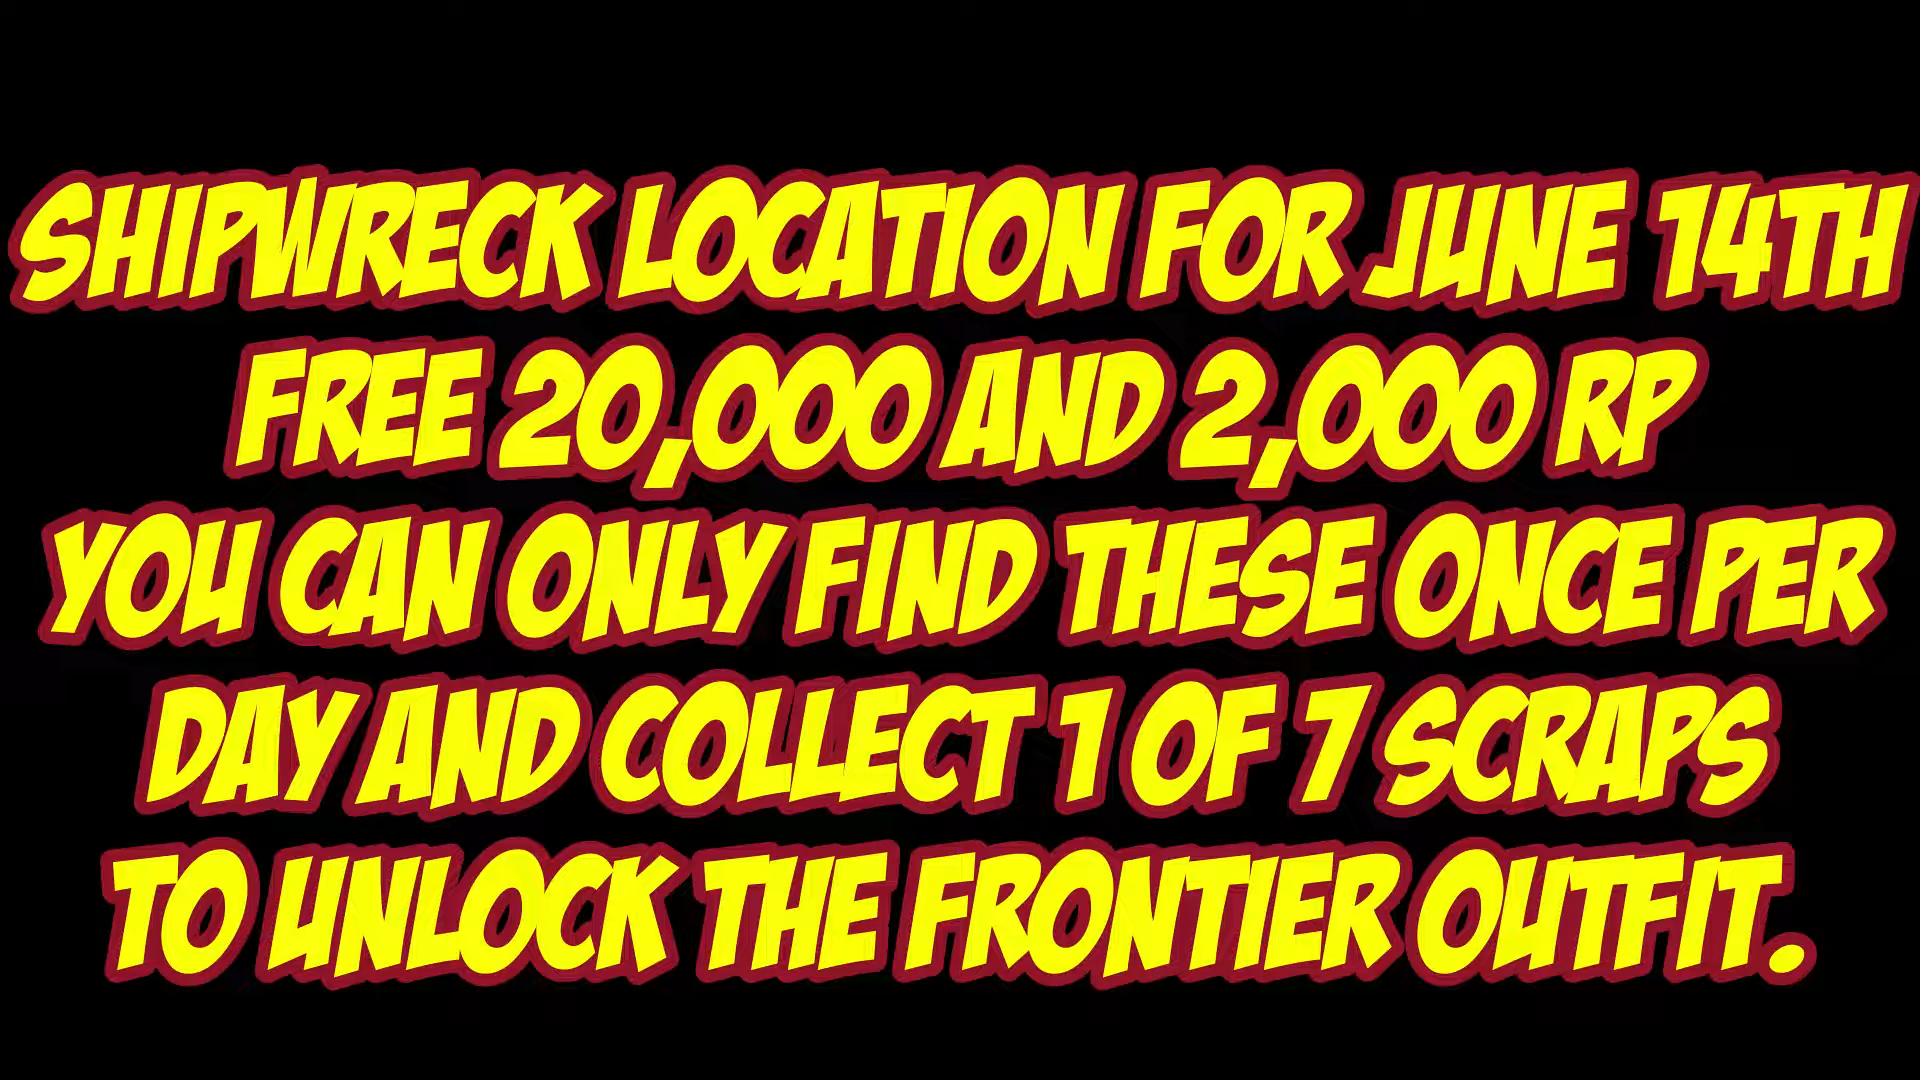 SHIPWRECK LOCATION FOR JUNE 14TH
FREE 20,000 AND 2,000 RP
YOU CAN ONLY FIND THESE ONCE PER
DAY AND COLLECT 1 OF 7 SCRAPS
TO UNLOCK THE FRONTIER OUTFIT.